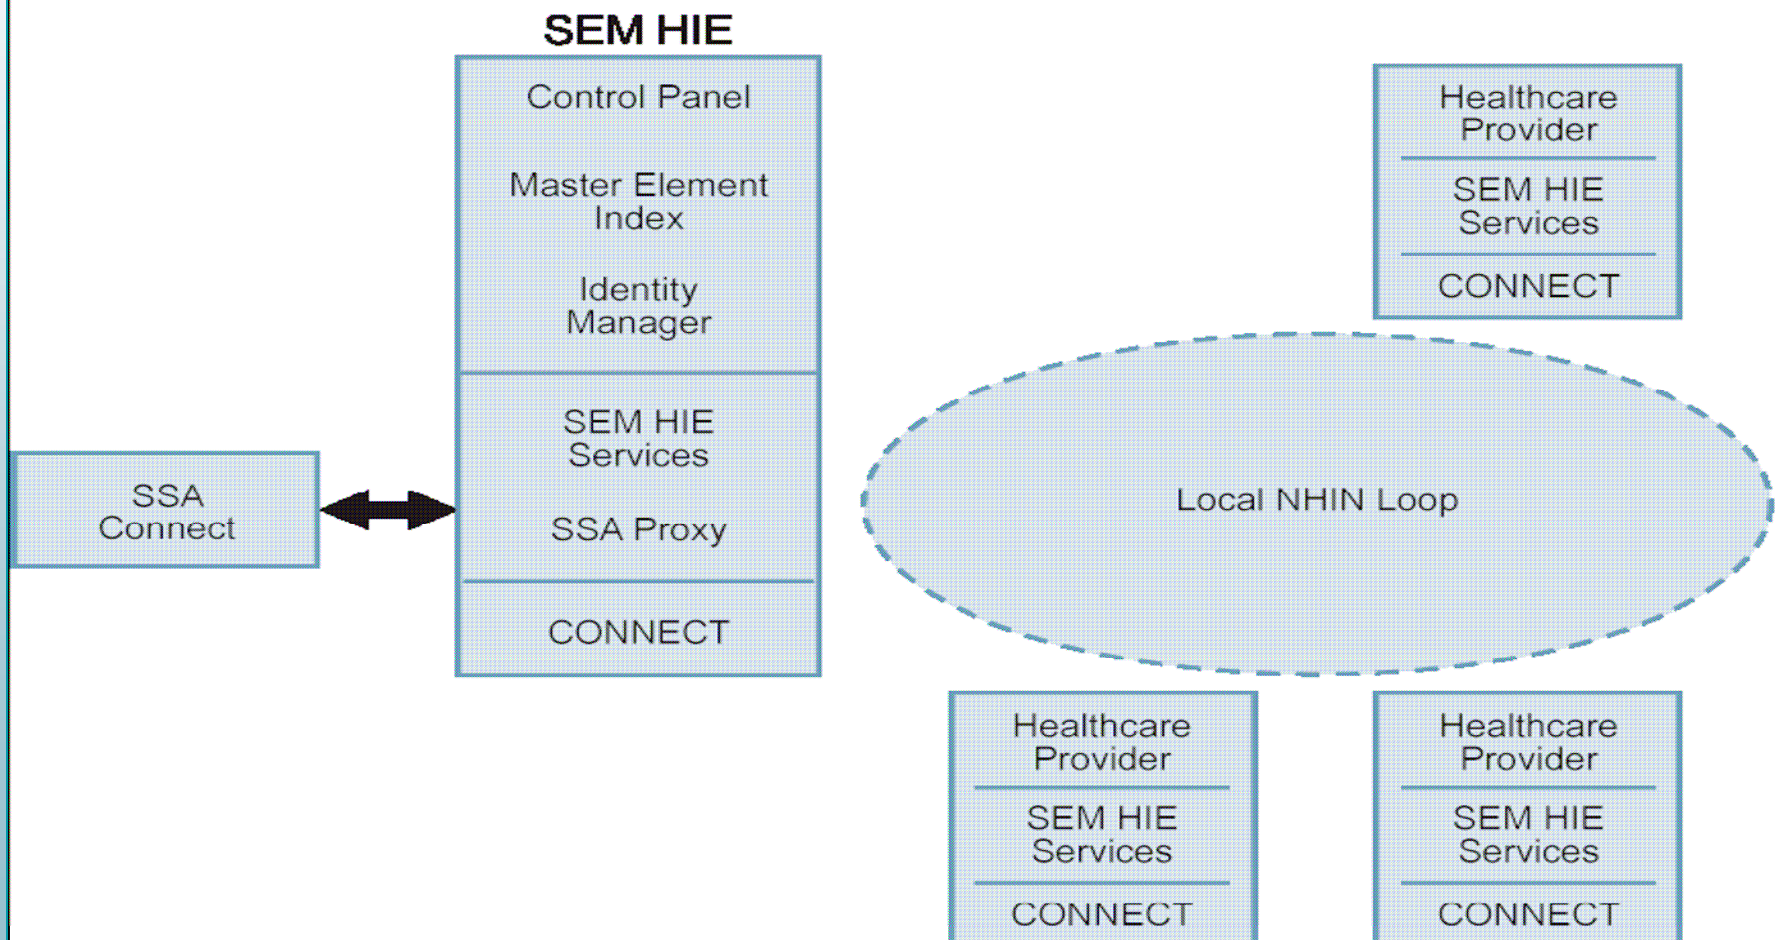 SEM HIE
Control Panel
Master Element
Index
Identity
Manager
SEM HIE
Services
SSA Proxy
CONNECT
SSA
Connect
Healthcare
Provider
SEM HIE
Services
CONNECT
Local NHIN Loop
Healthcare
Provider
SEM HIE
Services
CONNECT
Healthcare
Provider
SEM HIE
Services
CONNECT